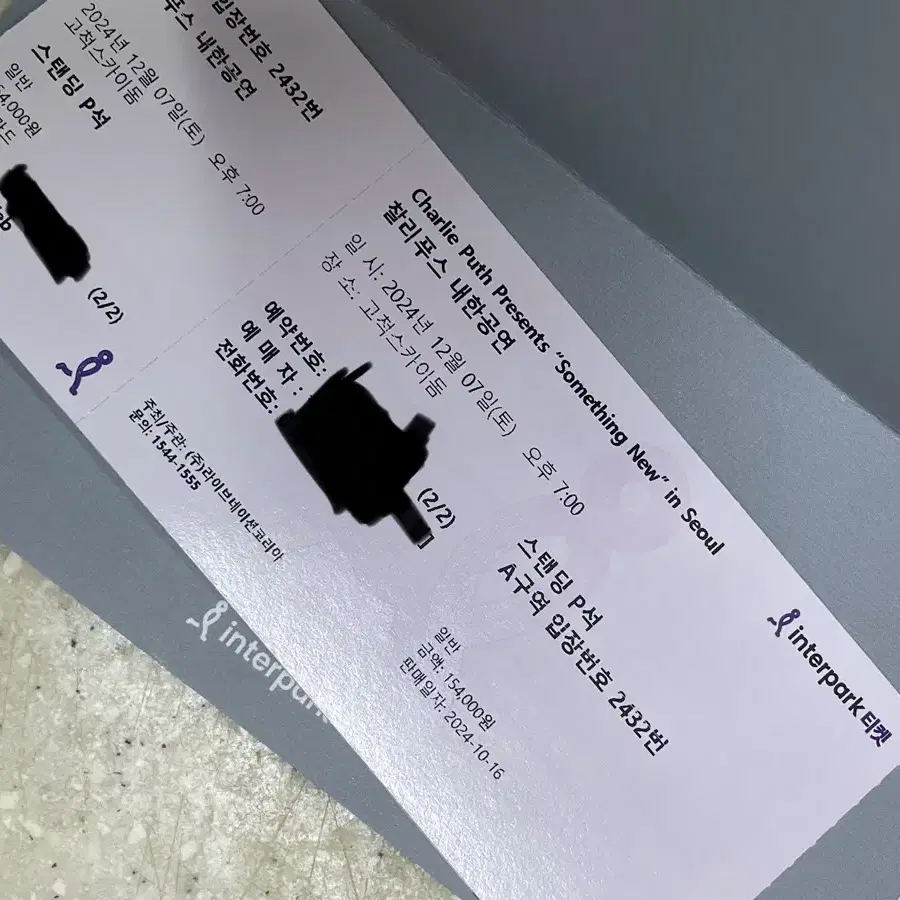 입장번호 2432번
푸스 내한공연
2024년 12월 07일(토) 오후 7:00
고척스카이돔
스탠딩 P석
일반
54,000원
카드
(2/2)
Charlie Puth Presents "Something New" in Seoul
찰리푸스 내한공연
일 시: 2024년 12월 07일(토) 오후 7:00
장 소: 고척스카이돔
예약번호:
예 매 자 :
전화번호:
(2/2)
주최/주관: (주)라이브네이션코리아
문의: 1544-1555
스탠딩 P석
A구역 입장번호 2432번
일반
금액: 154,000원
판매일자: 2024-10-16
interpark 티켓
interpark